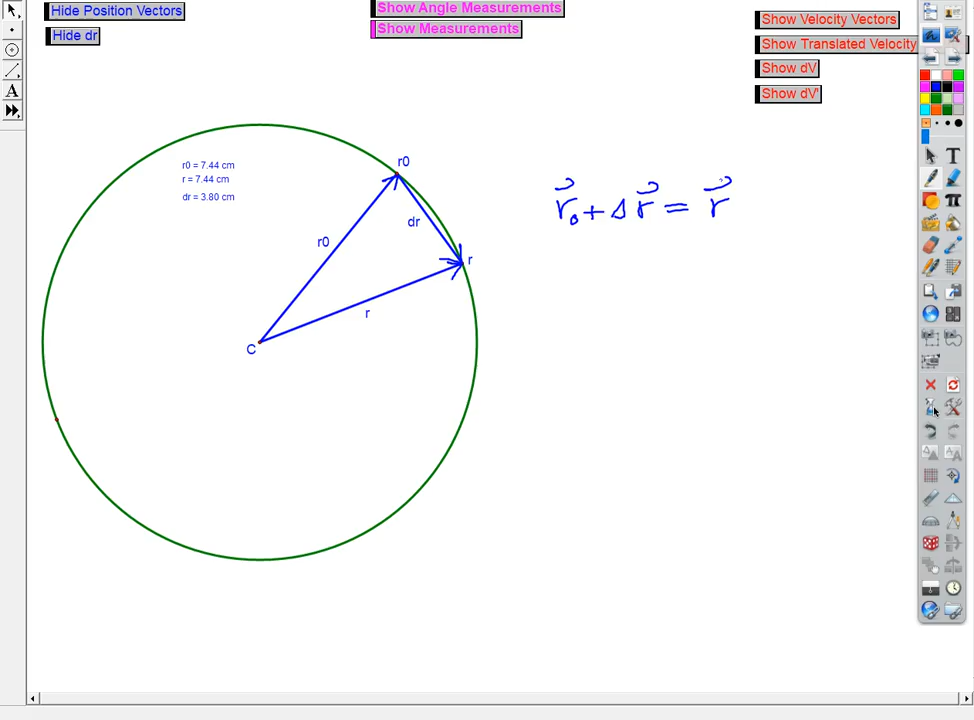 Hide Position Vectors
Hide dr
Show Angle Measurements
Show Measurements
Show Velocity Vectors
Show Translated Velocity
Show dV
Show dV'
A
T
π
r0 = 7.44 cm
r = 7.44 cm
dr = 3.80 cm
r0
dr
r0
r
r
C
r⃗₀ + Δr⃗ = r⃗